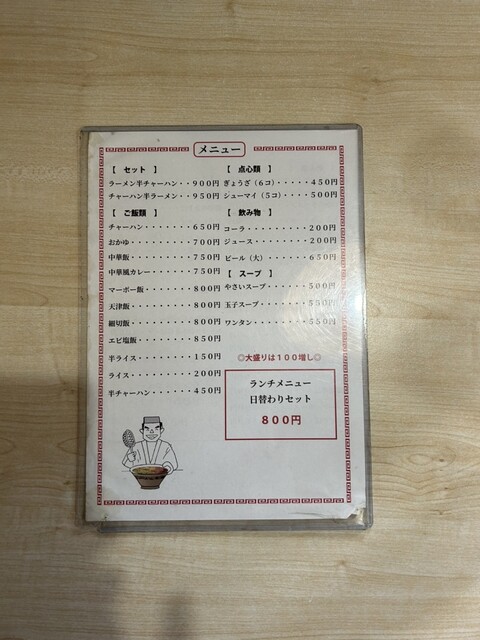 メニュー
【 セット 】
ラーメン半チャーハン・・900円
チャーハン半ラーメン・・950円
【 ご飯類 】
チャーハン・・・・・・・650円
おかゆ・・・・・・・・・700円
中華飯・・・・・・・・・750円
中華風カレー・・・・・・750円
マーボー飯・・・・・・・800円
天津飯・・・・・・・・・800円
細切飯・・・・・・・・・800円
エビ塩飯・・・・・・・・850円
半ライス・・・・・・・・150円
ライス・・・・・・・・・200円
半チャーハン・・・・・・450円
【 点心類 】
ぎょうざ（6コ）・・・・・450円
シューマイ（5コ）・・・・500円
【 飲み物 】
コーラ・・・・・・・・・200円
ジュース・・・・・・・・200円
ビール（大）・・・・・・650円
【 スープ 】
やさいスープ・・・・・・500円
玉子スープ・・・・・・・550円
ワンタン・・・・・・・・550円
◎大盛りは100増し◎
ランチメニュー
日替わりセット
800円